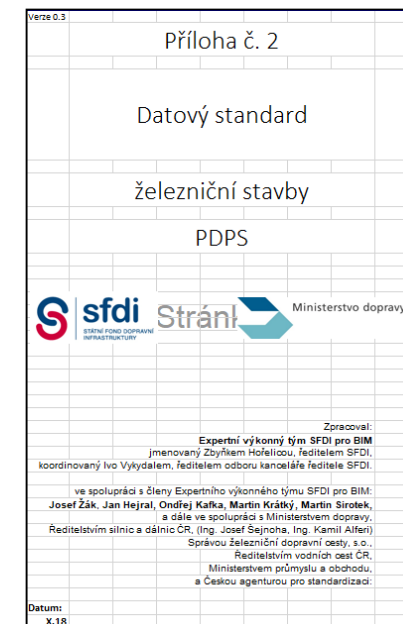 Verze 0.3
Příloha č. 2
Datový standard
železniční stavby
PDPS
sfdi
STÁTNÍ FOND DOPRAVNÍ
INFRASTRUKTURY
Stránk
Ministerstvo dopravy
Zpracoval:
Expertní výkonný tým SFDI pro BIM
jmenovaný Zbyňkem Hořelicou, ředitelem SFDI,
koordinovaný Ivo Vykydalem, ředitelem odboru kanceláře ředitele SFDI.
ve spolupráci s členy Expertního výkonného týmu SFDI pro BIM:
Josef Žák, Jan Hejral, Ondřej Kafka, Martin Krátký, Martin Sirotek,
a dále ve spolupráci s Ministerstvem dopravy,
Ředitelstvím silnic a dálnic ČR, (Ing. Josef Šejnoha, Ing. Kamil Alferi)
Správou železniční dopravní cesty, s.o.,
Ředitelstvím vodních cest ČR,
Ministerstvem průmyslu a obchodu,
a Českou agenturou pro standardizaci:
Datum:
X.18